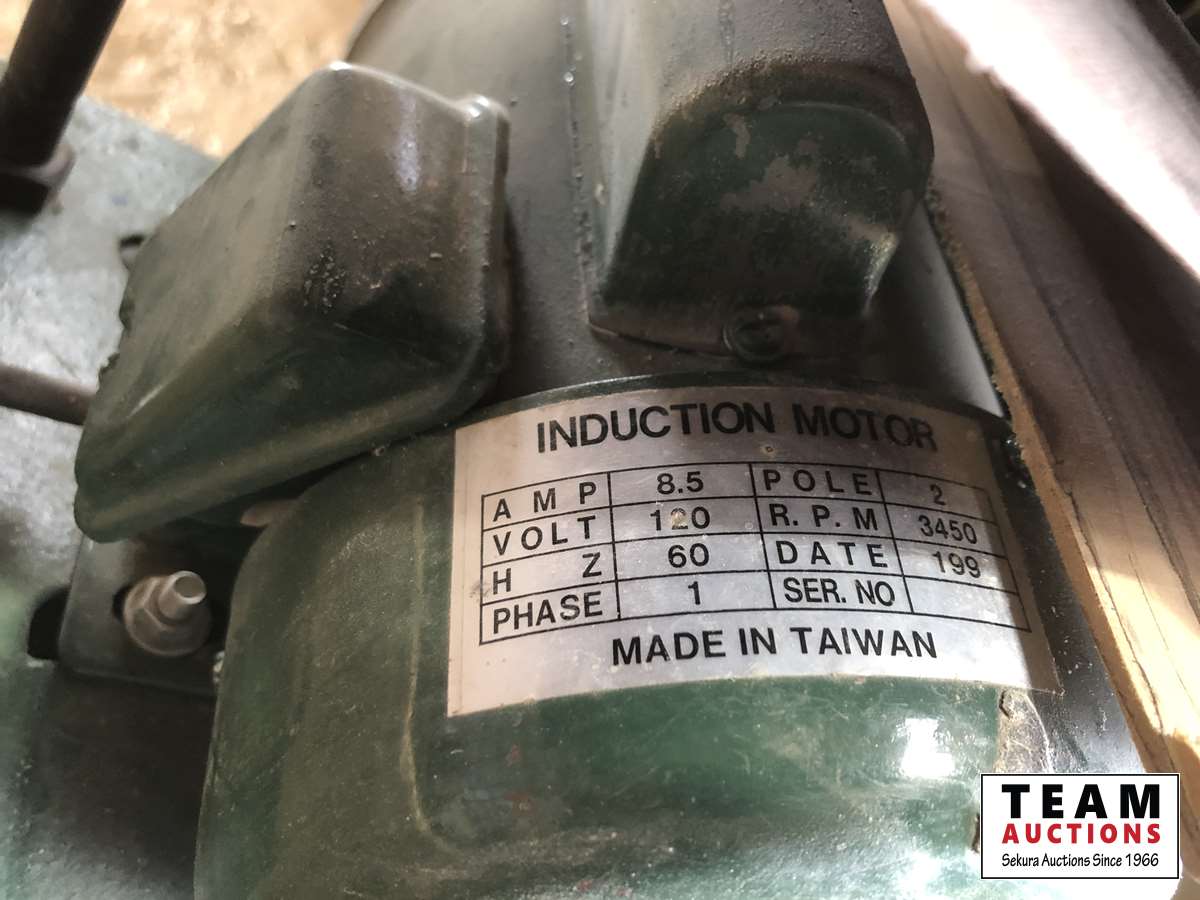 INDUCTION MOTOR
AMP 8.5 POLE 2
VOLT 120 R.P.M 3450
HZ 60 DATE 199
PHASE 1 SER. NO
MADE IN TAIWAN
TEAM
AUCTIONS
Sekura Auctions Since 1966